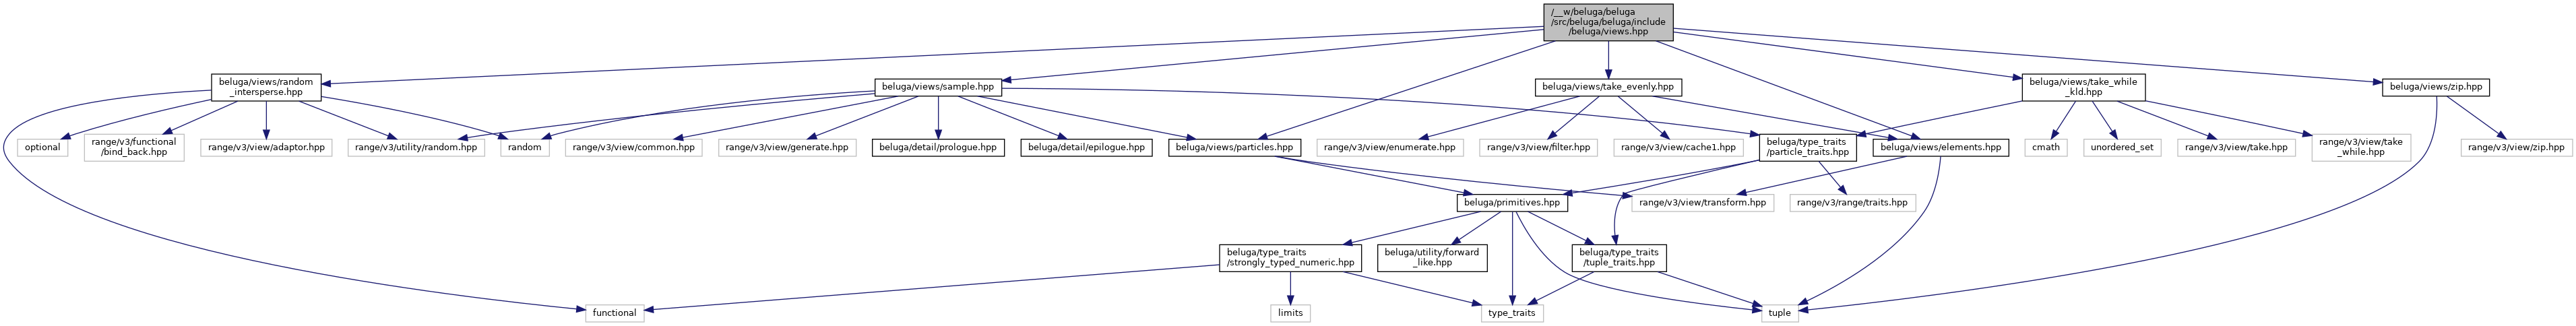 /__w/beluga/beluga
/src/beluga/beluga/include
/beluga/views.hpp
beluga/views/random
_intersperse.hpp
beluga/views/sample.hpp
beluga/views/take_evenly.hpp
beluga/views/take_while
_kld.hpp
beluga/views/zip.hpp
optional
range/v3/functional
/bind_back.hpp
range/v3/view/adaptor.hpp
range/v3/utility/random.hpp
random
range/v3/view/common.hpp
range/v3/view/generate.hpp
beluga/detail/prologue.hpp
beluga/detail/epilogue.hpp
beluga/views/particles.hpp
range/v3/view/enumerate.hpp
range/v3/view/filter.hpp
range/v3/view/cache1.hpp
beluga/type_traits
/particle_traits.hpp
beluga/views/elements.hpp
cmath
unordered_set
range/v3/view/take.hpp
range/v3/view/take
_while.hpp
range/v3/view/zip.hpp
beluga/primitives.hpp
range/v3/view/transform.hpp
range/v3/range/traits.hpp
beluga/type_traits
/strongly_typed_numeric.hpp
beluga/utility/forward
_like.hpp
beluga/type_traits
/tuple_traits.hpp
functional
limits
type_traits
tuple